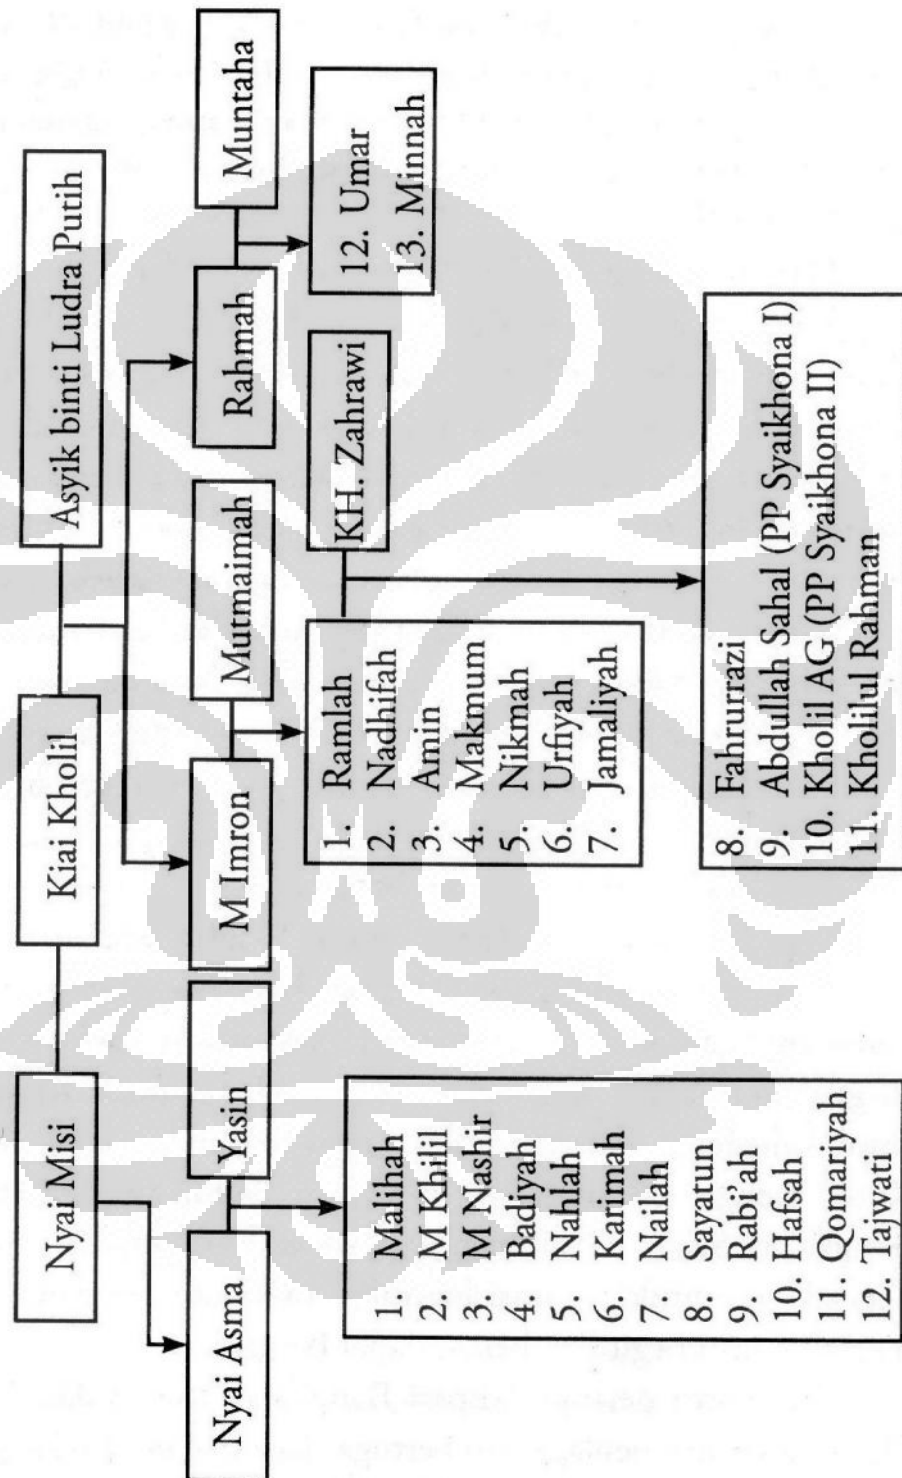 Nyai Misi
Kiai Kholil
Asyik binti Ludra Putih
Nyai Asma
Yasin
M Imron
Mutmaimah
Rahmah
Muntaha
1. Malihah
2. M Khilil
3. M Nashir
4. Badiyah
5. Nahlah
6. Karimah
7. Nailah
8. Sayatun
9. Rabi'ah
10. Hafsah
11. Qomariyah
12. Tajwati
1. Ramlah
2. Nadhifah
3. Amin
4. Makmum
5. Nikmah
6. Urfiyah
7. Jamaliyah
KH. Zahrawi
12. Umar
13. Minnah
8. Fahrurrazi
9. Abdullah Sahal (PP Syaikhona I)
10. Kholil AG (PP Syaikhona II)
11. Kholilul Rahman